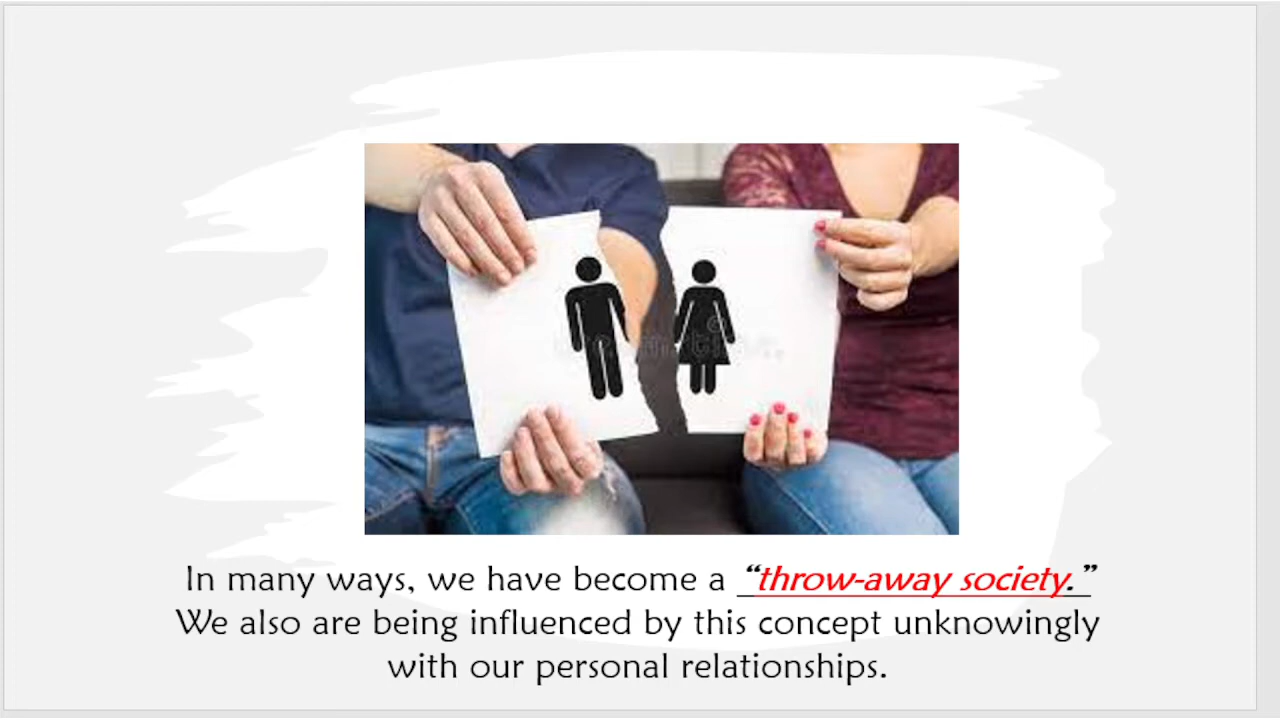 In many ways, we have become a “throw-away society.”
We also are being influenced by this concept unknowingly
with our personal relationships.